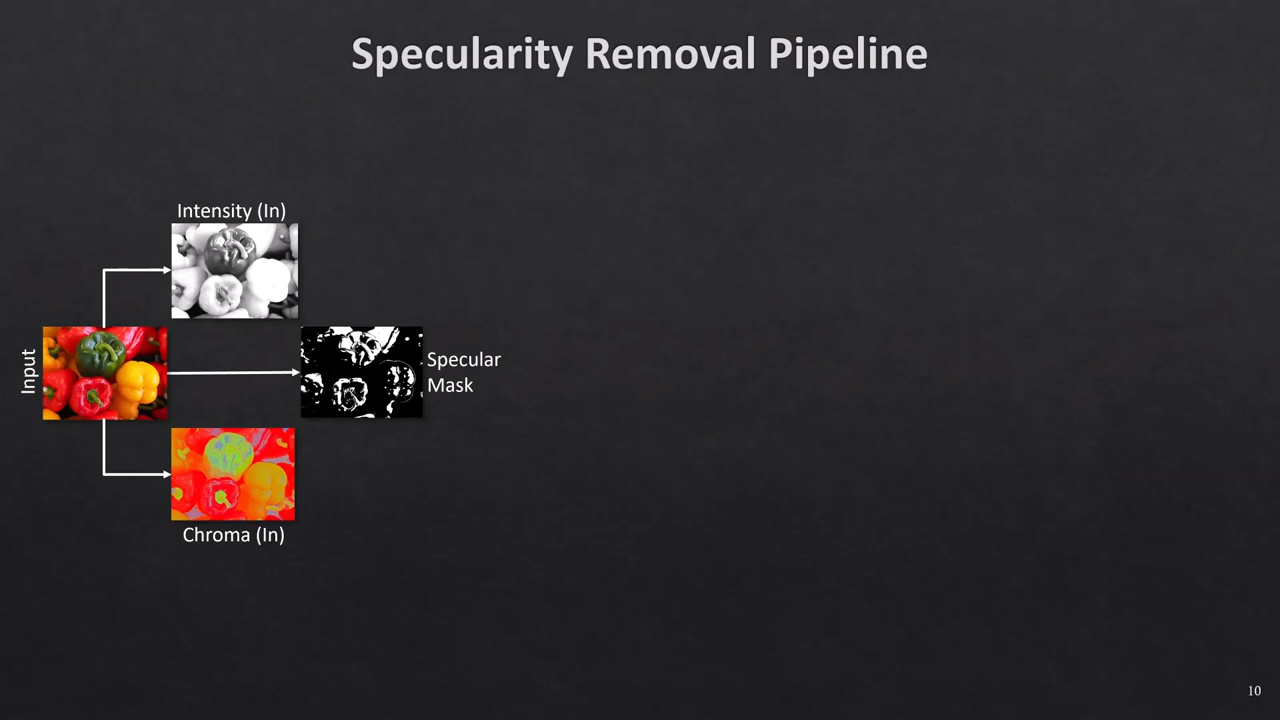 Specularity Removal Pipeline
Intensity (In)
Input
Specular
Mask
Chroma (In)
10